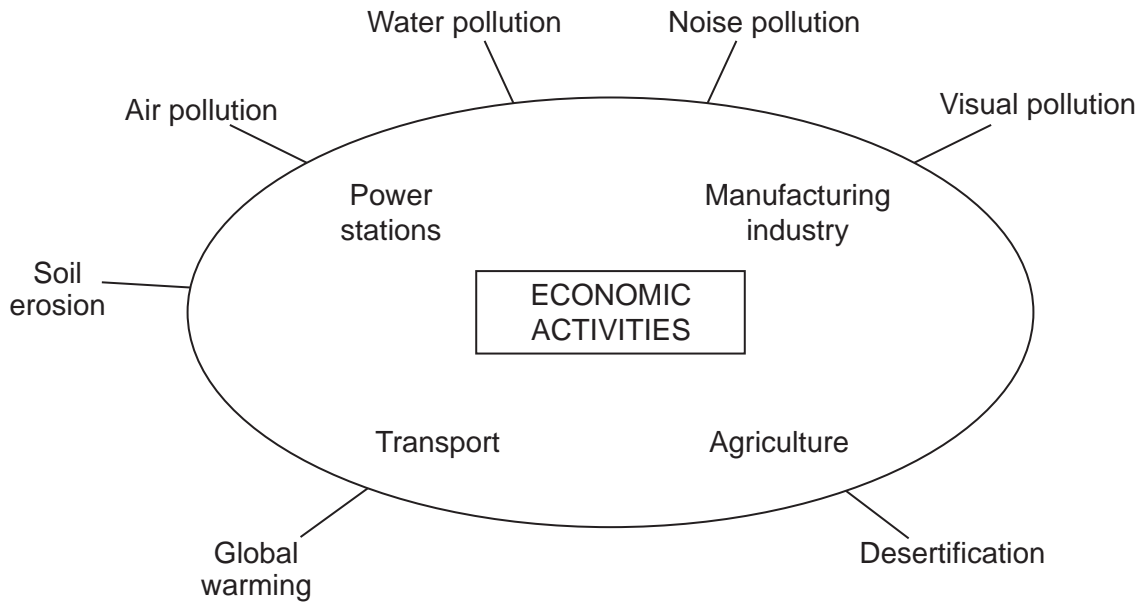 Water pollution
Noise pollution
Air pollution
Visual pollution
Power
stations
Manufacturing
industry
Soil
erosion
ECONOMIC
ACTIVITIES
Transport
Agriculture
Global
warming
Desertification